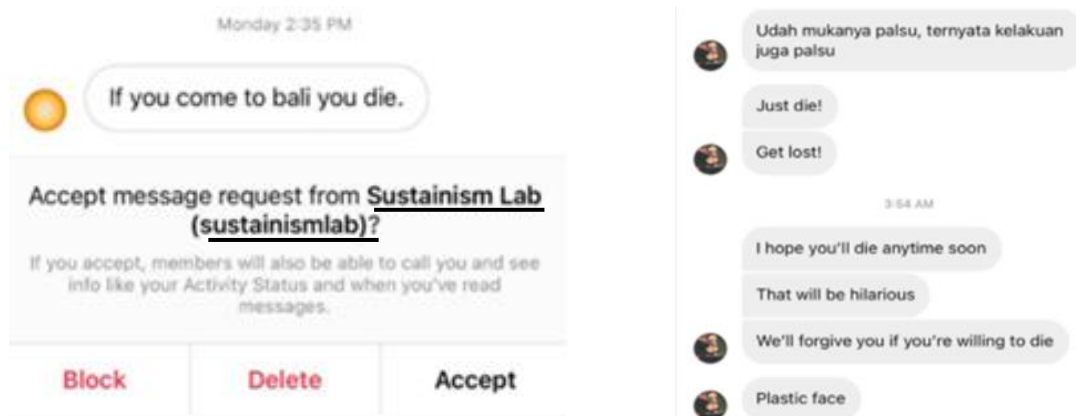 Monday 2:35 PM
If you come to bali you die.
Accept message request from Sustainism Lab
(sustainismlab)?
If you accept, members will also be able to call you and see
info like your Activity Status and when you've read
messages.
Block
Delete
Accept
Udah mukanya palsu, ternyata kelakuan
juga palsu
Just die!
Get lost!
3:54 AM
I hope you'll die anytime soon
That will be hilarious
We'll forgive you if you're willing to die
Plastic face